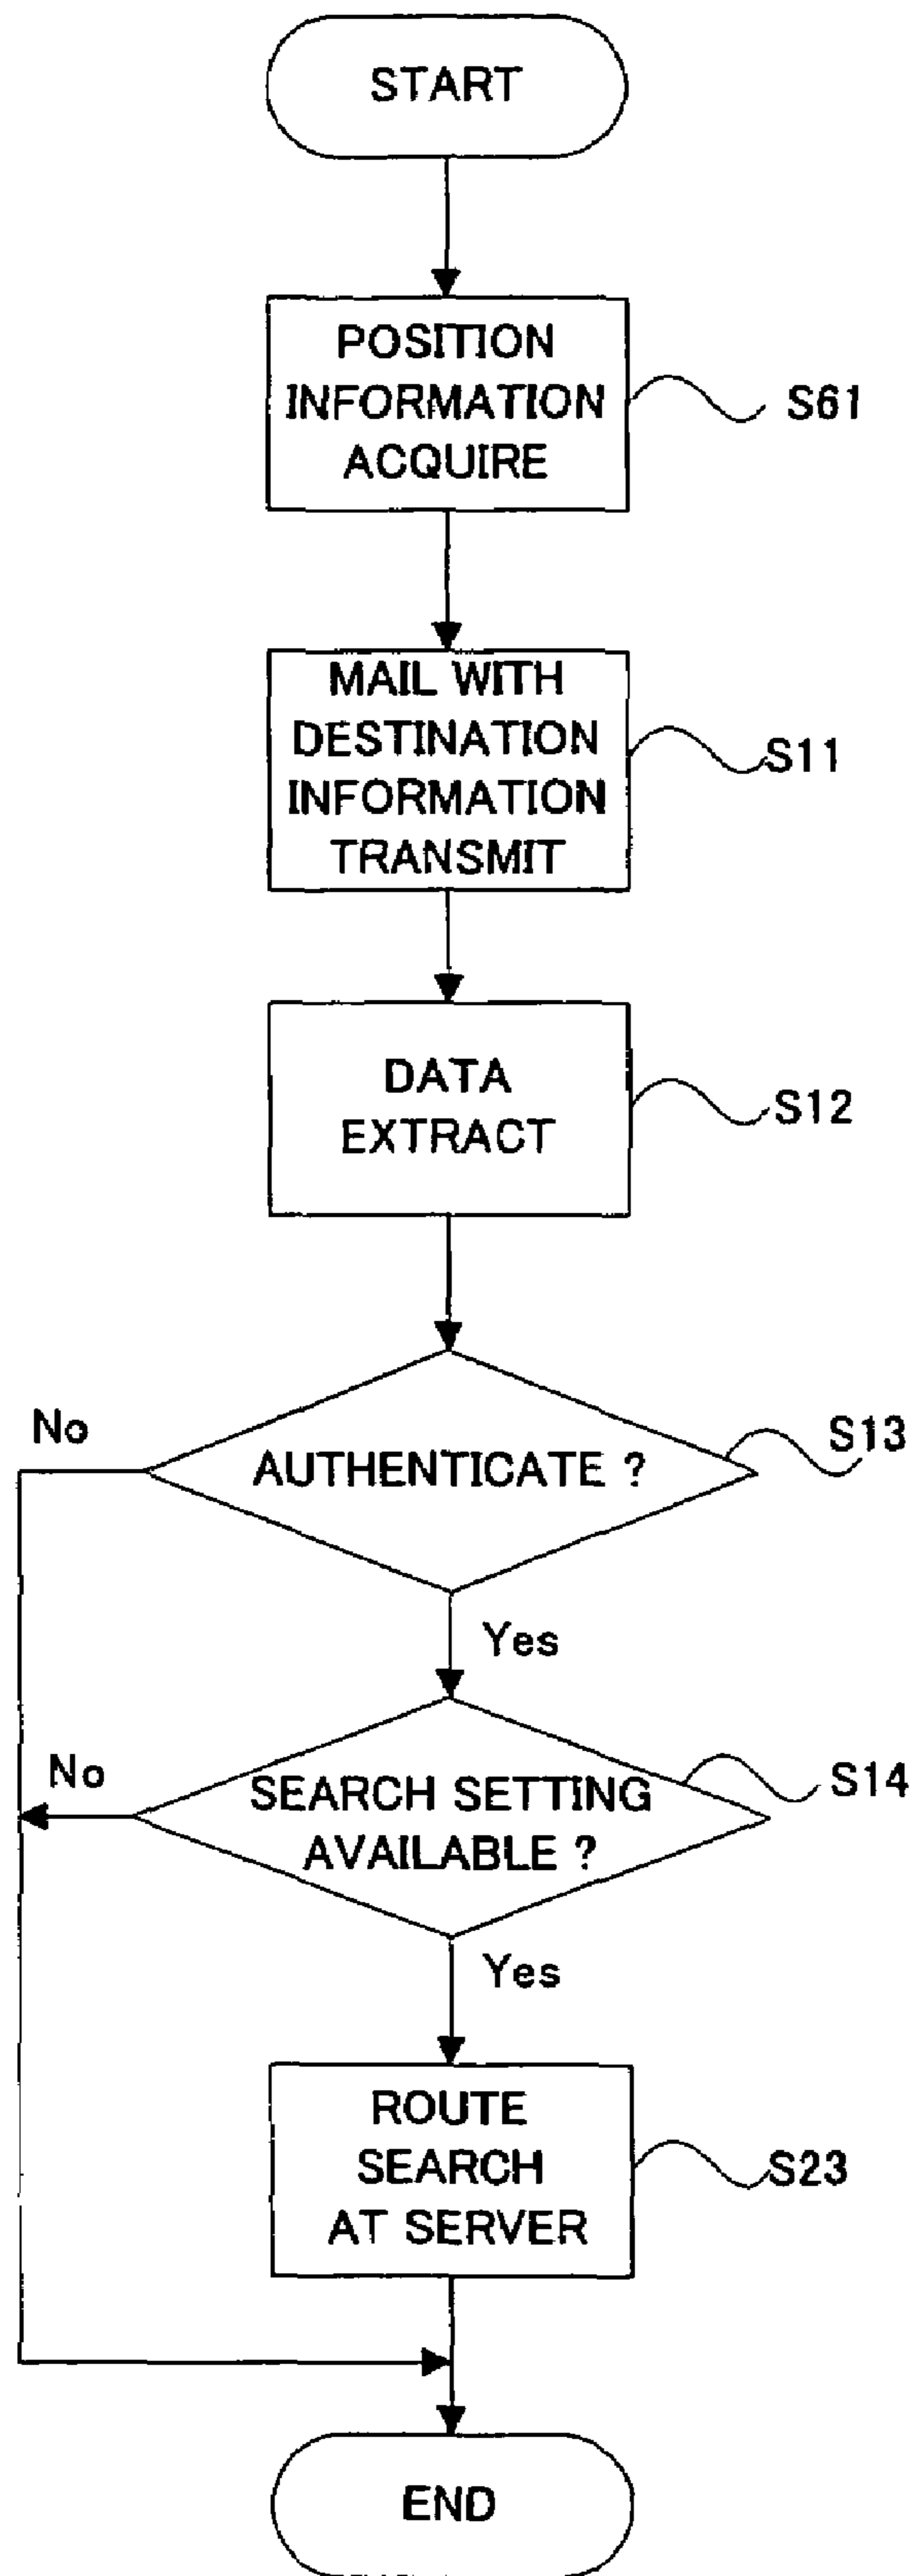 START
POSITION
INFORMATION
ACQUIRE
S61
MAIL WITH
DESTINATION
INFORMATION
TRANSMIT
S11
DATA
EXTRACT
S12
No
AUTHENTICATE ?
S13
Yes
No
SEARCH SETTING
AVAILABLE ?
S14
Yes
ROUTE
SEARCH
AT SERVER
S23
END